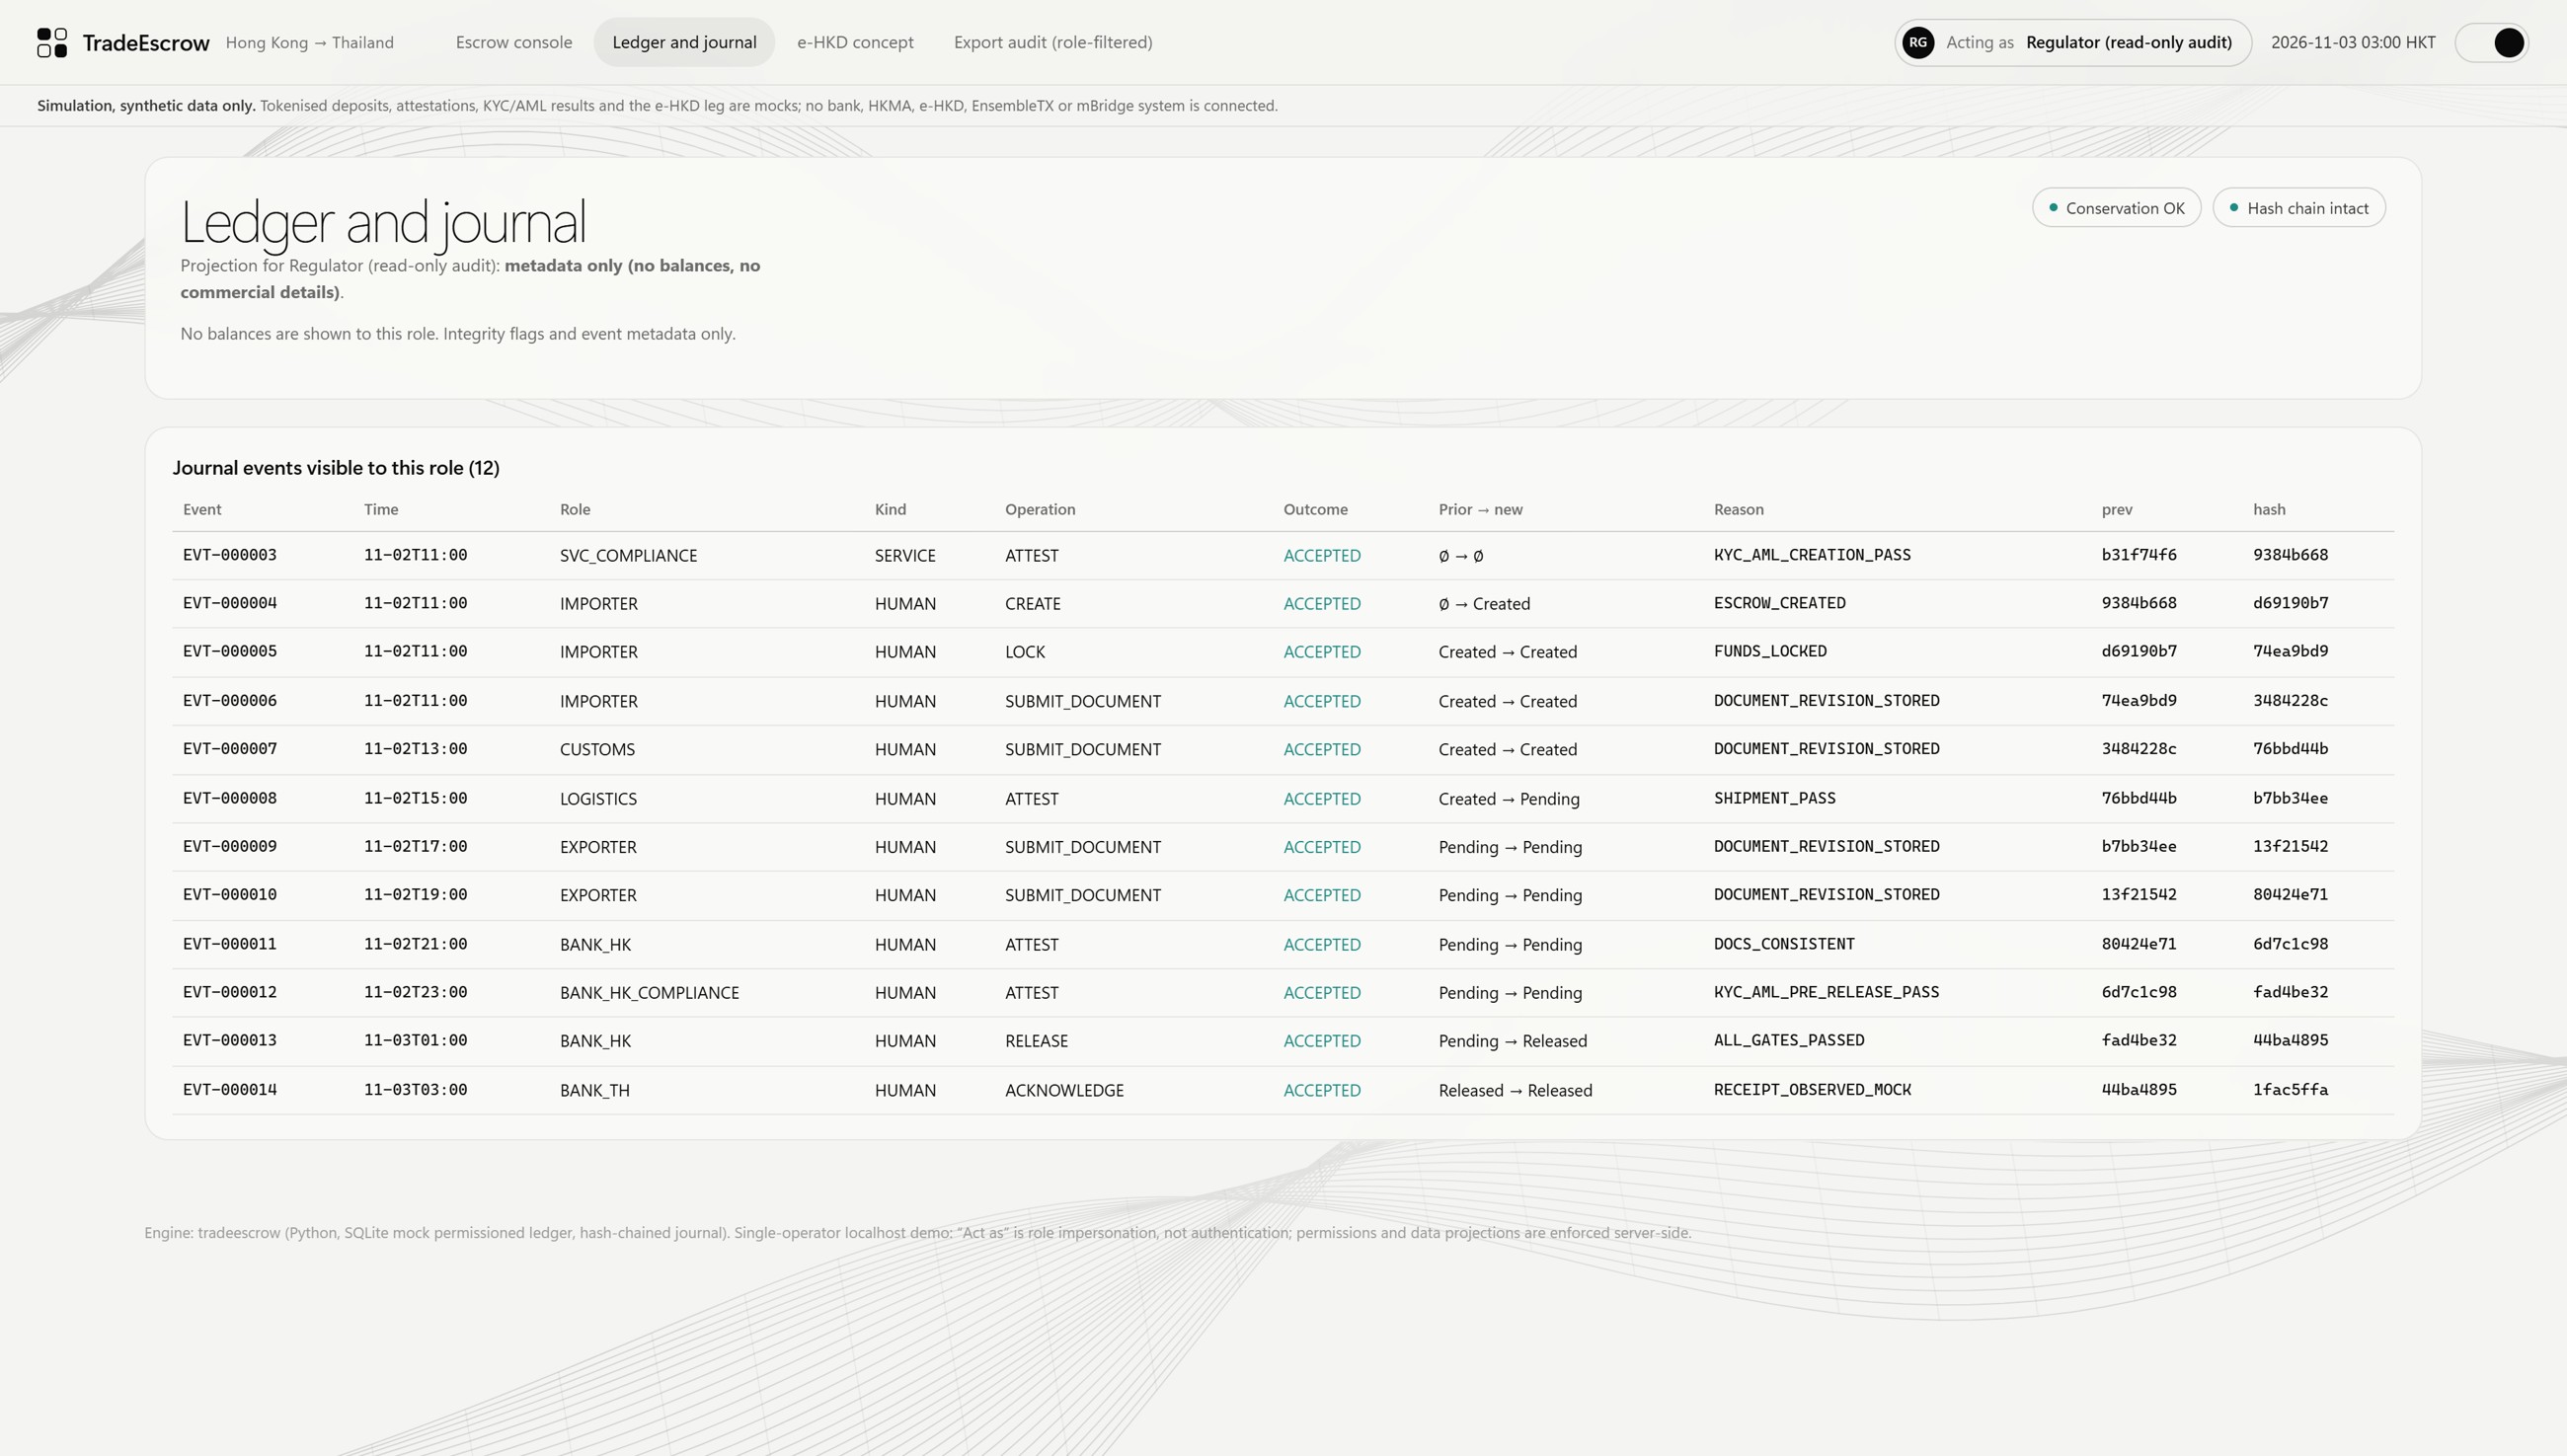 TradeEscrow Hong Kong → Thailand Escrow console Ledger and journal e-HKD concept Export audit (role-filtered) RG Acting as Regulator (read-only audit) 2026-11-03 03:00 HKT
Simulation, synthetic data only. Tokenised deposits, attestations, KYC/AML results and the e-HKD leg are mocks; no bank, HKMA, e-HKD, EnsembleTX or mBridge system is connected.
Ledger and journal
Conservation OK Hash chain intact
Projection for Regulator (read-only audit): metadata only (no balances, no
commercial details).
No balances are shown to this role. Integrity flags and event metadata only.
Journal events visible to this role (12)
Event Time Role Kind Operation Outcome Prior → new Reason prev hash
EVT-000003 11-02T11:00 SVC_COMPLIANCE SERVICE ATTEST ACCEPTED Ø → Ø KYC_AML_CREATION_PASS b31f74f6 9384b668
EVT-000004 11-02T11:00 IMPORTER HUMAN CREATE ACCEPTED Ø → Created ESCROW_CREATED 9384b668 d69190b7
EVT-000005 11-02T11:00 IMPORTER HUMAN LOCK ACCEPTED Created → Created FUNDS_LOCKED d69190b7 74ea9bd9
EVT-000006 11-02T11:00 IMPORTER HUMAN SUBMIT_DOCUMENT ACCEPTED Created → Created DOCUMENT_REVISION_STORED 74ea9bd9 3484228c
EVT-000007 11-02T13:00 CUSTOMS HUMAN SUBMIT_DOCUMENT ACCEPTED Created → Created DOCUMENT_REVISION_STORED 3484228c 76bbd44b
EVT-000008 11-02T15:00 LOGISTICS HUMAN ATTEST ACCEPTED Created → Pending SHIPMENT_PASS 76bbd44b b7bb34ee
EVT-000009 11-02T17:00 EXPORTER HUMAN SUBMIT_DOCUMENT ACCEPTED Pending → Pending DOCUMENT_REVISION_STORED b7bb34ee 13f21542
EVT-000010 11-02T19:00 EXPORTER HUMAN SUBMIT_DOCUMENT ACCEPTED Pending → Pending DOCUMENT_REVISION_STORED 13f21542 80424e71
EVT-000011 11-02T21:00 BANK_HK HUMAN ATTEST ACCEPTED Pending → Pending DOCS_CONSISTENT 80424e71 6d7c1c98
EVT-000012 11-02T23:00 BANK_HK_COMPLIANCE HUMAN ATTEST ACCEPTED Pending → Pending KYC_AML_PRE_RELEASE_PASS 6d7c1c98 fad4be32
EVT-000013 11-03T01:00 BANK_HK HUMAN RELEASE ACCEPTED Pending → Released ALL_GATES_PASSED fad4be32 44ba4895
EVT-000014 11-03T03:00 BANK_TH HUMAN ACKNOWLEDGE ACCEPTED Released → Released RECEIPT_OBSERVED_MOCK 44ba4895 1fac5ffa
Engine: tradeescrow (Python, SQLite mock permissioned ledger, hash-chained journal). Single-operator localhost demo: “Act as” is role impersonation, not authentication; permissions and data projections are enforced server-side.